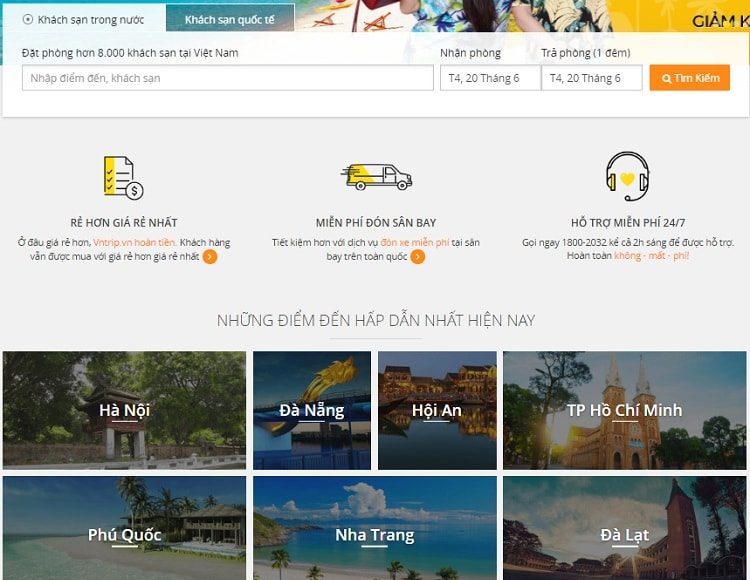 GIẢM K
Khách sạn trong nước
Khách sạn quốc tế
Đặt phòng hơn 8.000 khách sạn tại Việt Nam
Nhận phòng
Trả phòng (1 đêm)
Nhập điểm đến, khách sạn
T4, 20 Tháng 6
T4, 20 Tháng 6
Tìm Kiếm
RẺ HƠN GIÁ RẺ NHẤT
Ở đâu giá rẻ hơn, Vntrip.vn hoàn tiền. Khách hàng
vẫn được mua với giá rẻ hơn giá rẻ nhất
MIỄN PHÍ ĐÓN SÂN BAY
Tiết kiệm hơn với dịch vụ đón xe miễn phí tại sân
bay trên toàn quốc
HỖ TRỢ MIỄN PHÍ 24/7
Gọi ngay 1800-2032 kể cả 2h sáng để được hỗ trợ.
Hoàn toàn không - mất - phí!
NHỮNG ĐIỂM ĐẾN HẤP DẪN NHẤT HIỆN NAY
Hà Nội
Đà Nẵng
Hội An
TP Hồ Chí Minh
Phú Quốc
Nha Trang
Đà Lạt